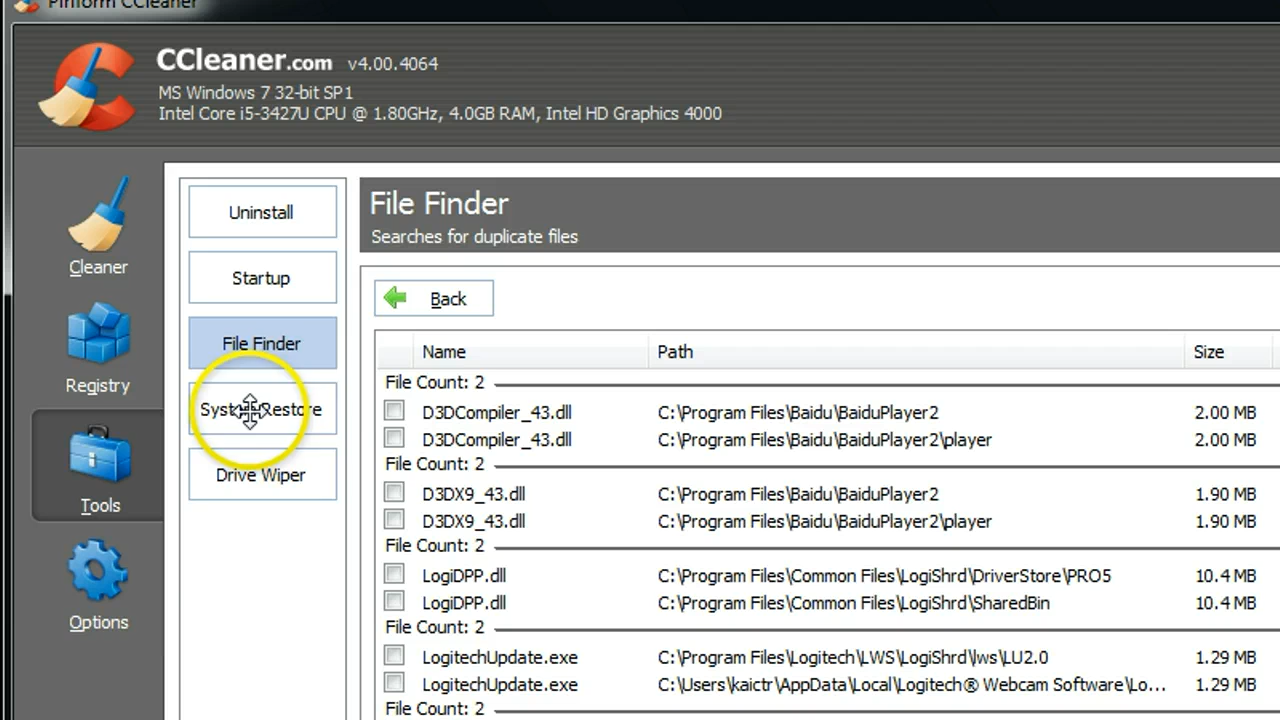 Piriform CCleaner
CCleaner.com v4.00.4064
MS Windows 7 32-bit SP1
Intel Core i5-3427U CPU @ 1.80GHz, 4.0GB RAM, Intel HD Graphics 4000
Cleaner
Registry
Tools
Options
Uninstall
Startup
File Finder
System Restore
Drive Wiper
File Finder
Searches for duplicate files
Back
Name Path Size
File Count: 2
D3DCompiler_43.dll C:\Program Files\Baidu\BaiduPlayer2 2.00 MB
D3DCompiler_43.dll C:\Program Files\Baidu\BaiduPlayer2\player 2.00 MB
File Count: 2
D3DX9_43.dll C:\Program Files\Baidu\BaiduPlayer2 1.90 MB
D3DX9_43.dll C:\Program Files\Baidu\BaiduPlayer2\player 1.90 MB
File Count: 2
LogiDPP.dll C:\Program Files\Common Files\LogiShrd\DriverStore\PRO5 10.4 MB
LogiDPP.dll C:\Program Files\Common Files\LogiShrd\SharedBin 10.4 MB
File Count: 2
LogitechUpdate.exe C:\Program Files\Logitech\LWS\LogiShrd\lws\LU2.0 1.29 MB
LogitechUpdate.exe C:\Users\kaictr\AppData\Local\Logitech® Webcam Software\Lo... 1.29 MB
File Count: 2